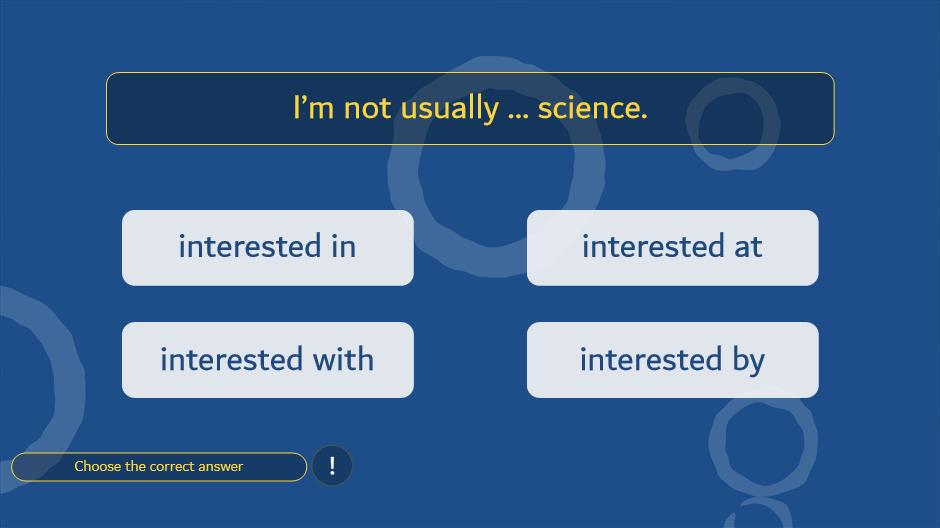 I’m not usually ... science.
interested in
interested at
interested with
interested by
Choose the correct answer
!